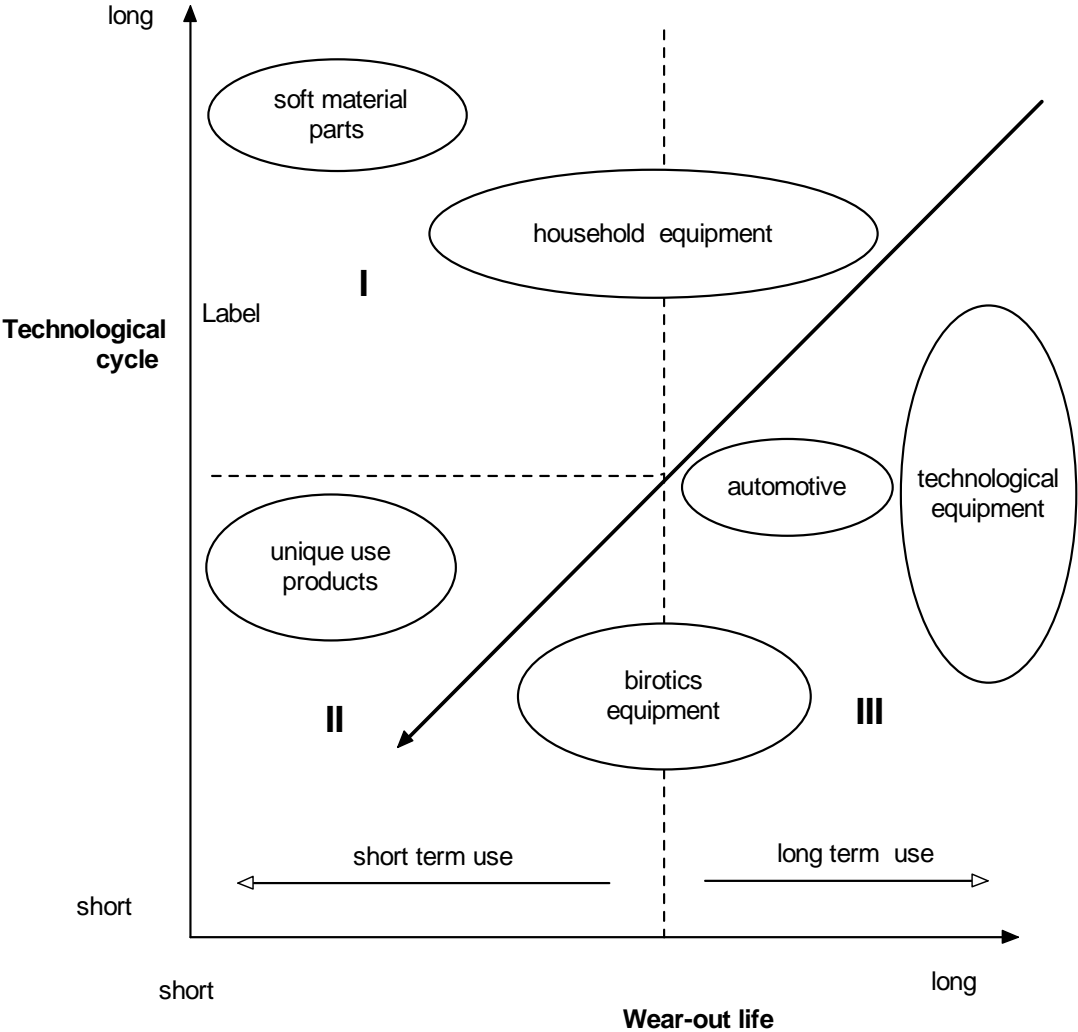 long
soft material
parts
household  equipment
I
Label
Technological
cycle
automotive
technological
equipment
unique use
products
birotics
equipment
II
III
short term use
long term  use
short
short
long
Wear-out life